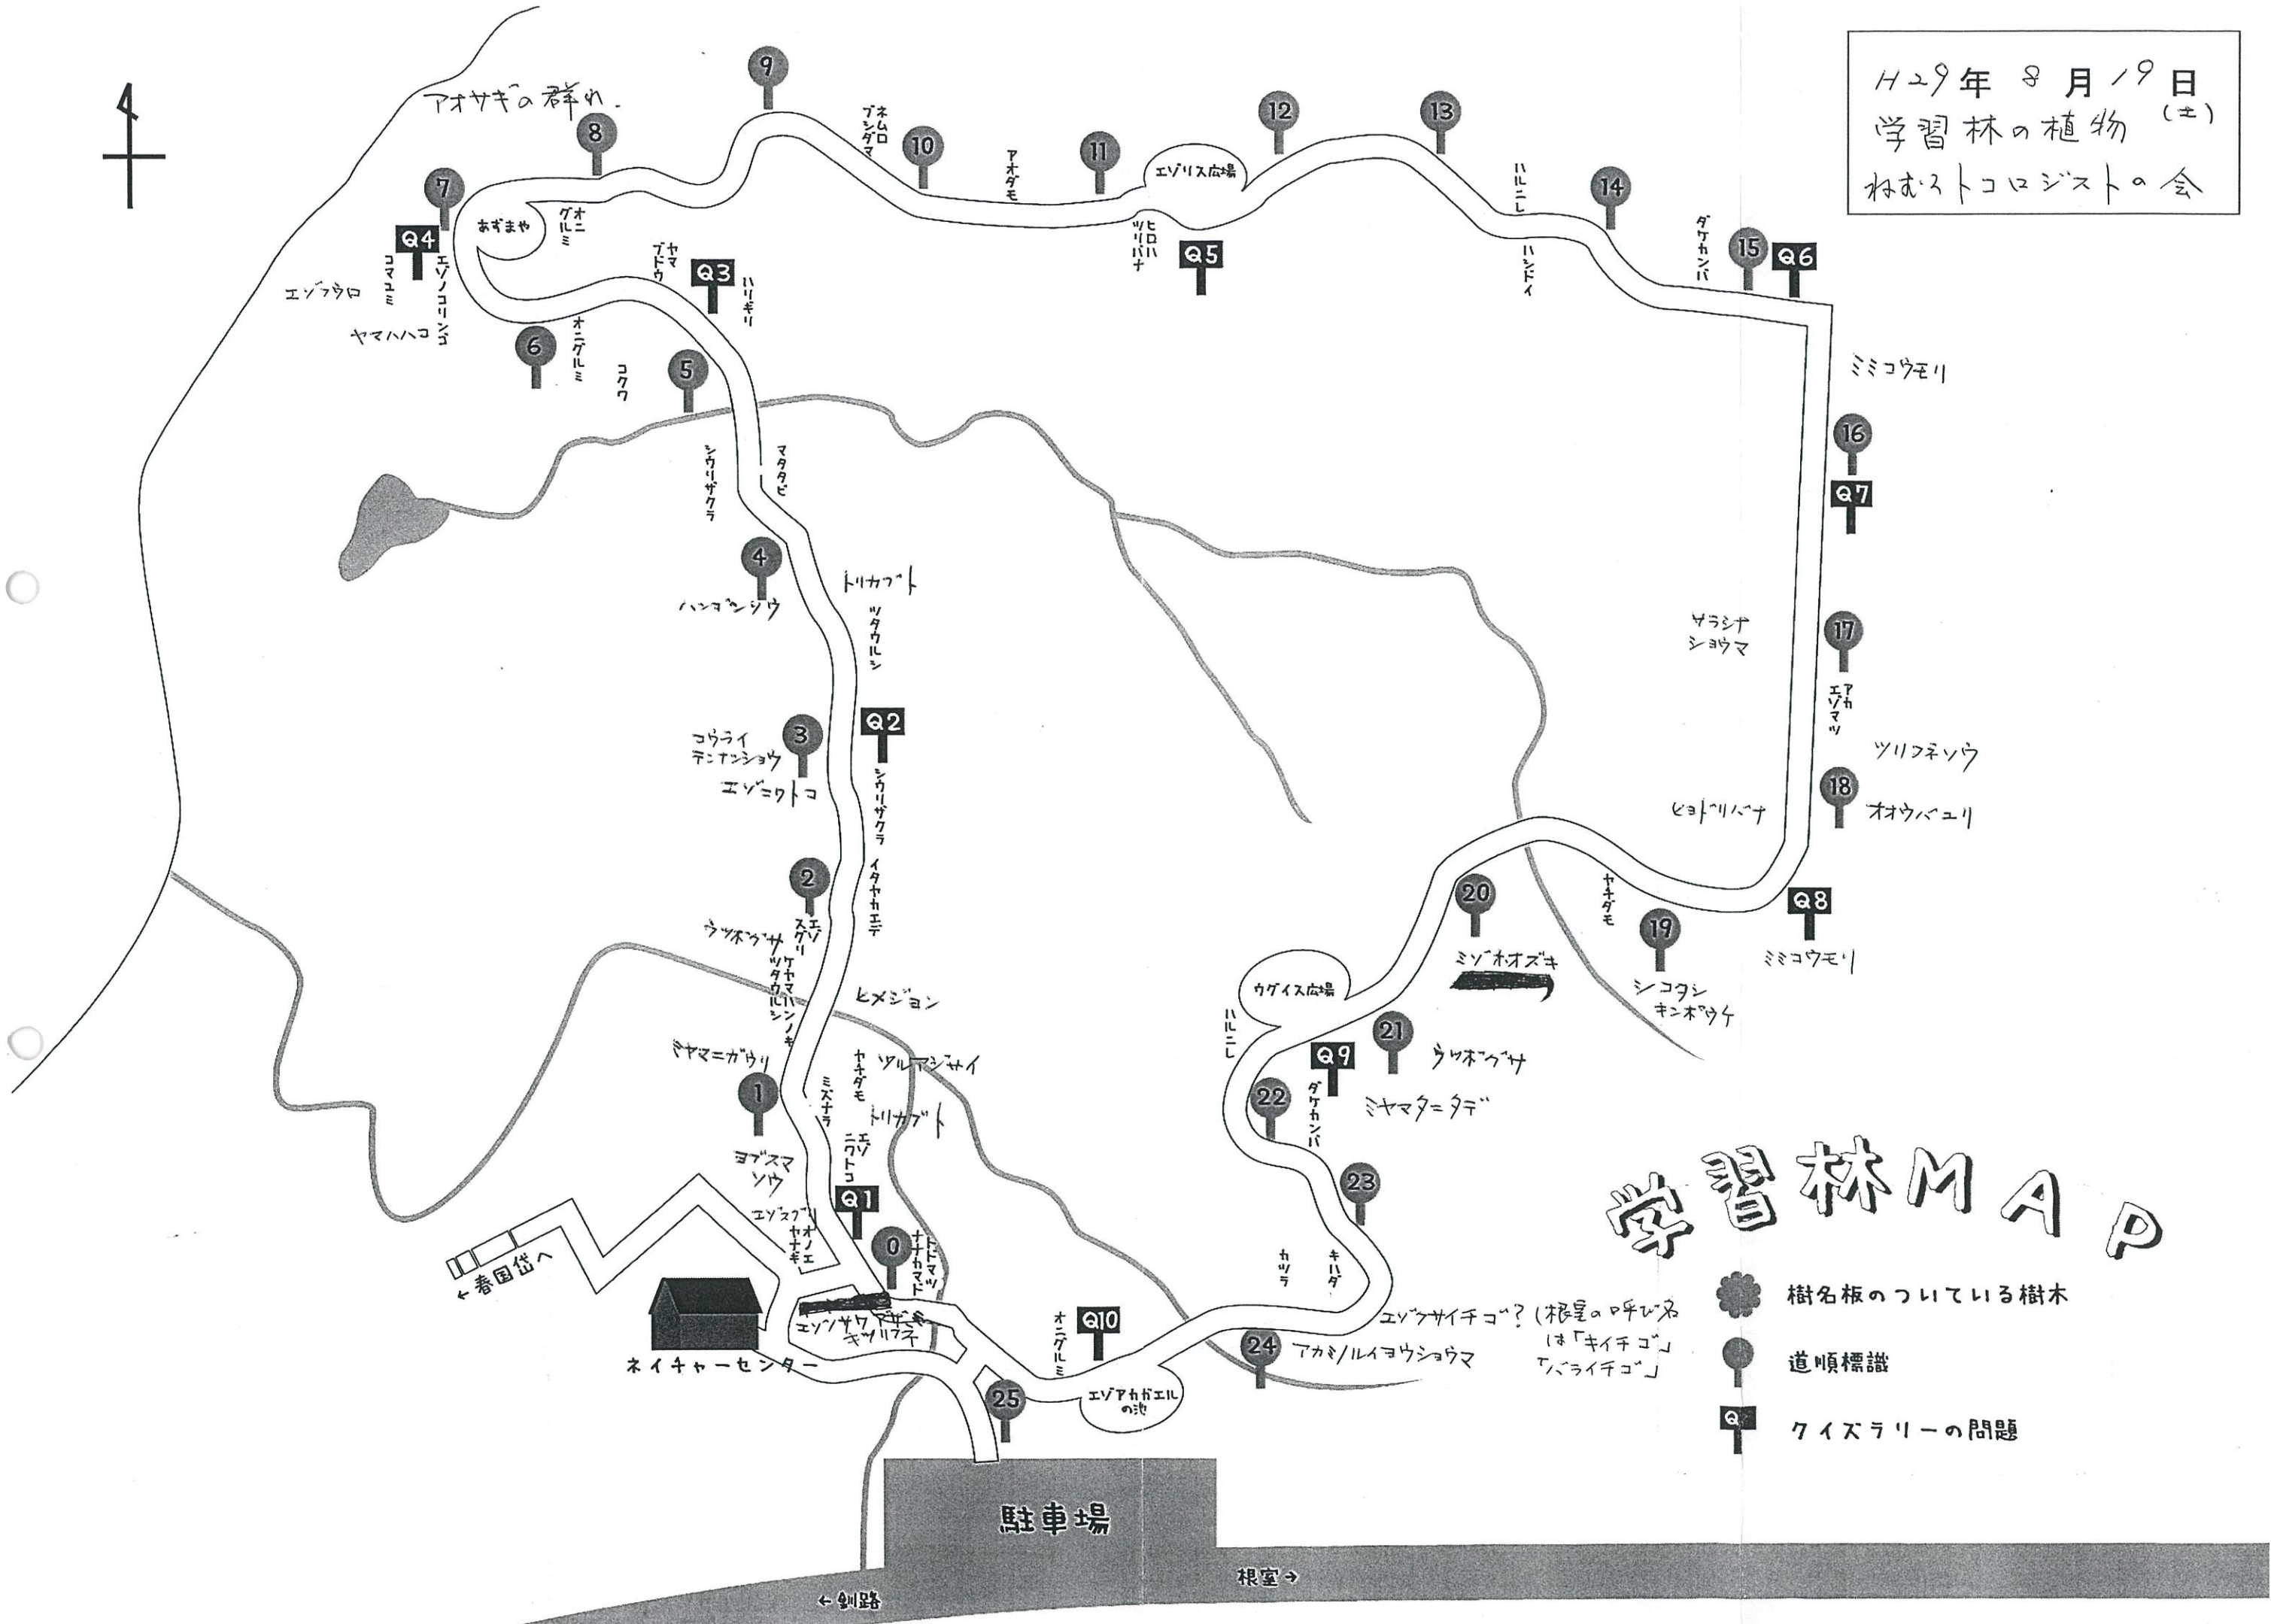 H29年 8月19日
(土)
学習林の植物
ねむろトコロジストの会
アオサギの群れ.
9
8
ネムロ
ブシダマ
10
アオダモ
11
エゾリス広場
12
13
ハルニレ
14
ダケカンバ
15
Q6
7
Q4
あずまや
オニ
グルミ
ヤマ
ブドウ
Q3
ハリギリ
ヒロハ
ツリバナ
Q5
ハシドイ
エゾフウロ
コマユミ
エゾノコリンゴ
ヤマハハコ
6
オニグルミ
コクワ
5
ミミコウモリ
16
Q7
シウリザクラ
マタタビ
4
ハンゴンソウ
トリカブト
ツタウルシ
サラシナ
ショウマ
17
アカ
エゾマツ
コウライ
テンナンショウ
3
Q2
エゾニワトコ
シウリザクラ
ツリフネソウ
18
ヒヨドリバナ
オオウバユリ
2
イタヤカエデ
ウツボグサ
エゾ
スグリ
ケヤマハンノキ
ツタウルシ
ヒメジョン
20
ミゾホオズキ
ヤチダモ
19
Q8
シコタン
キンポウゲ
ミミコウモリ
ウグイス広場
ハルニレ
21
ウツボグサ
Q9
ミヤマタニタデ
22
ダケカンバ
ミヤマニガウリ
1
ミズナラ
ヤチダモ
ツルアジサイ
トリカブト
エゾ
ニワトコ
ヨブスマ
ソウ
Q1
エゾスグリ
オノエ
ヤナギ
0
トドマツ
ナナカマド
23
カツラ
キハダ
←春国岱へ
ネイチャーセンター
キツリフネ
オニグルミ
Q10
エゾアカガエル
の池
24
アカミノルイヨウショウマ
エゾクサイチゴ?(根室の呼び名
は「キイチゴ」
「バライチゴ」
25
学習林MAP
樹名板のついている樹木
道順標識
Q
クイズラリーの問題
駐車場
根室→
←釧路